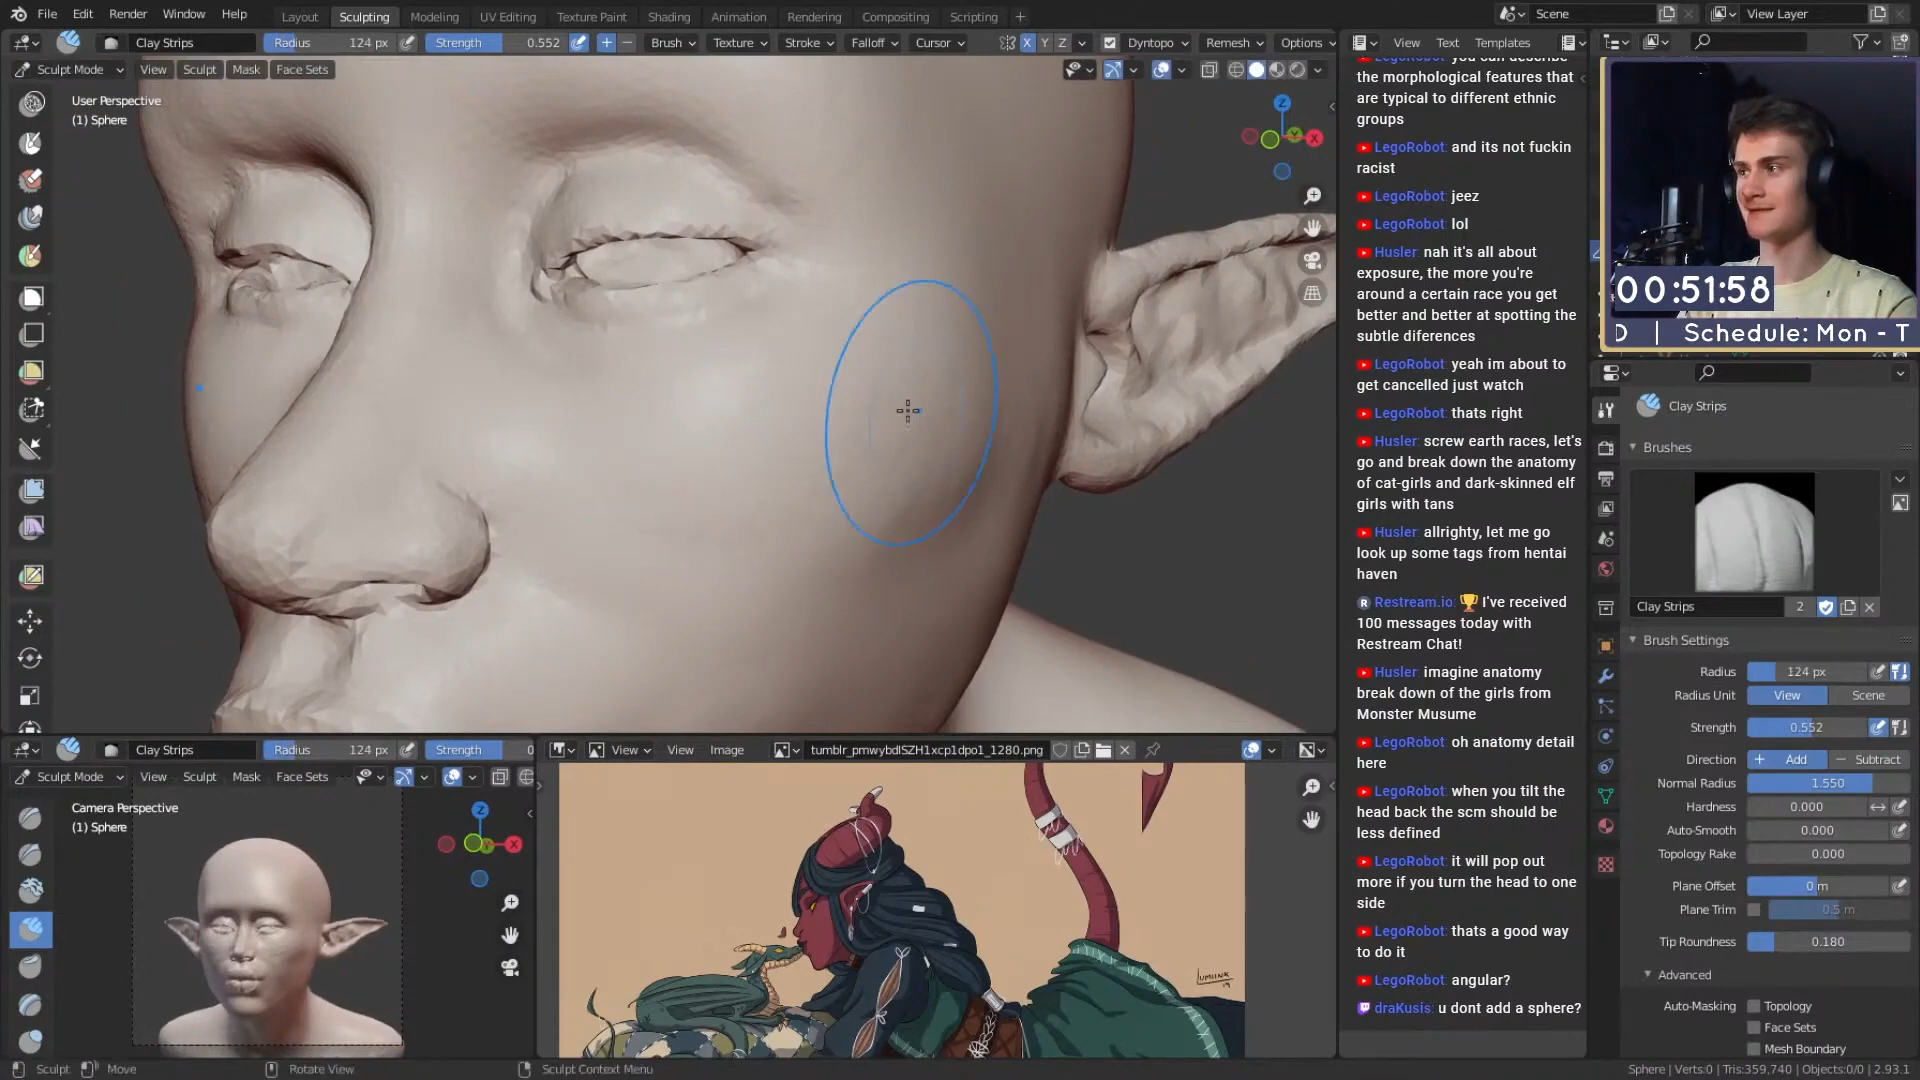 File Edit Render Window Help
Layout Sculpting Modeling UV Editing Texture Paint Shading Animation Rendering Compositing Scripting +
Scene
View Layer
Clay Strips Radius 124 px Strength 0.552 Brush Texture Stroke Falloff Cursor X Y Z Dyntopo Remesh Options
View Text Templates
Sculpt Mode View Sculpt Mask Face Sets
User Perspective
(1) Sphere
Z
Y
X
the morphological features that
are typical to different ethnic
groups
LegoRobot: and its not fuckin
racist
LegoRobot: jeez
LegoRobot: lol
Husler: nah it's all about
exposure, the more you're
around a certain race you get
better and better at spotting the
subtle diferences
LegoRobot: yeah im about to
get cancelled just watch
LegoRobot: thats right
Husler: screw earth races, let's
go and break down the anatomy
of cat-girls and dark-skinned elf
girls with tans
Husler: allrighty, let me go
look up some tags from hentai
haven
Restream.io: 🏆 I've received
100 messages today with
Restream Chat!
Husler: imagine anatomy
break down of the girls from
Monster Musume
LegoRobot: oh anatomy detail
here
LegoRobot: when you tilt the
head back the scm should be
less defined
LegoRobot: it will pop out
more if you turn the head to one
side
LegoRobot: thats a good way
to do it
LegoRobot: angular?
draKusis: u dont add a sphere?
00:51:58
D | Schedule: Mon - T
Clay Strips
Brushes
Clay Strips 2
Brush Settings
Radius 124 px
Radius Unit View Scene
Strength 0.552
Direction + Add − Subtract
Normal Radius 1.550
Hardness 0.000
Auto-Smooth 0.000
Topology Rake 0.000
Plane Offset 0 m
Plane Trim 0.5 m
Tip Roundness 0.180
Advanced
Auto-Masking Topology
Face Sets
Mesh Boundary
Clay Strips Radius 124 px Strength 0
Sculpt Mode View Sculpt Mask Face Sets
Camera Perspective
(1) Sphere
Z
X
View View Image tumblr_pmwybdlSZH1xcp1dpo1_1280.png
LUMIINK
19
Sculpt Move Rotate View Sculpt Context Menu
Sphere | Verts:0 | Tris:359,740 | Objects:0/0 | 2.93.1